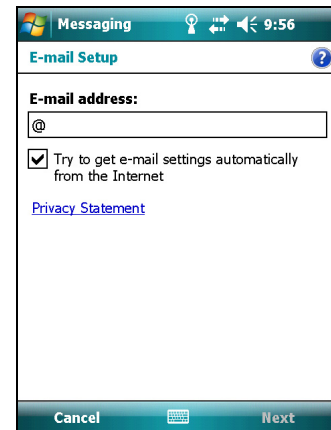 Messaging 9:56
E-mail Setup ?
E-mail address:
@
Try to get e-mail settings automatically
from the Internet
Privacy Statement
Cancel Next